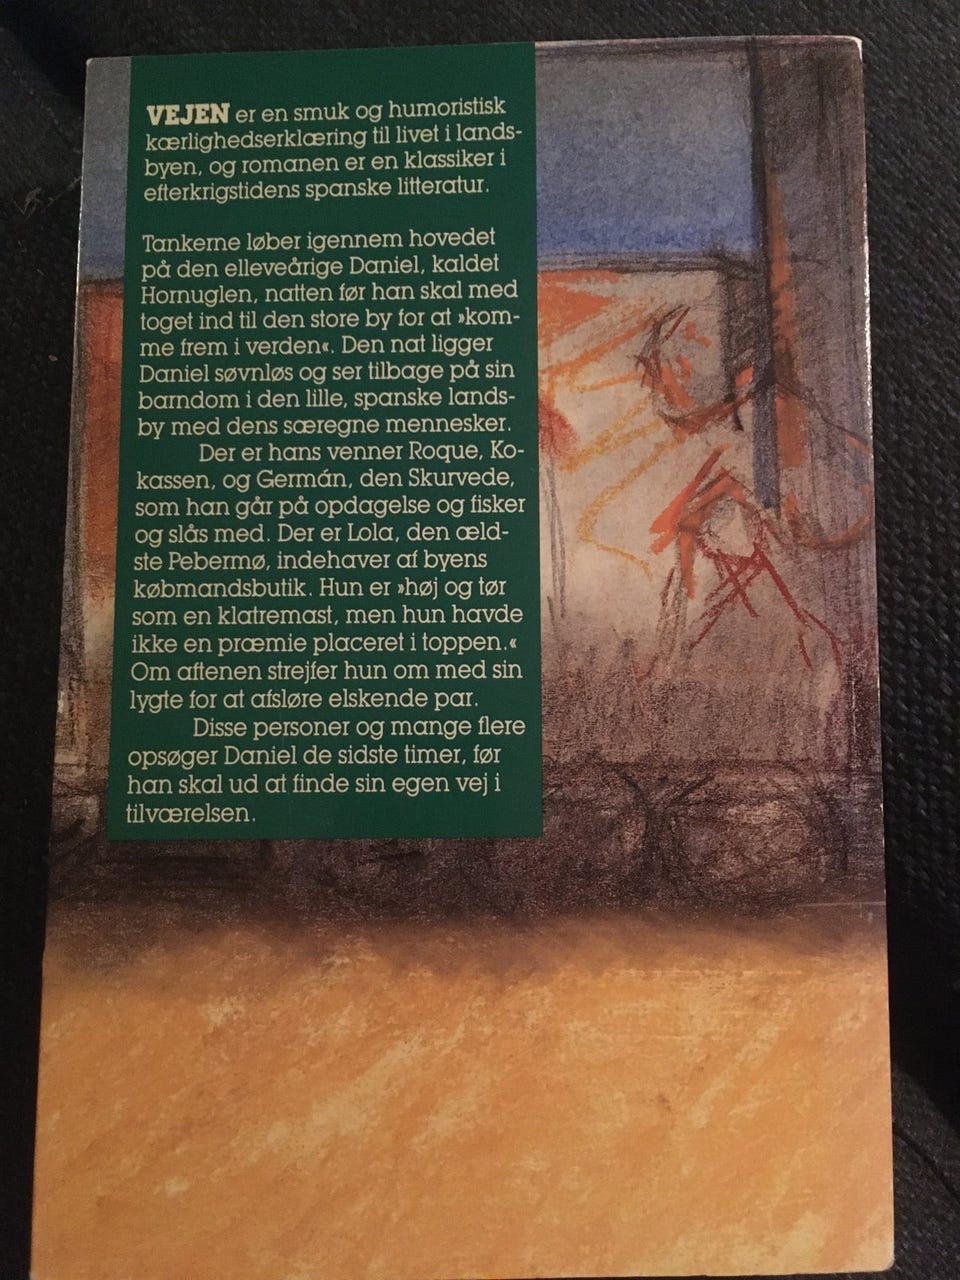 VEJEN er en smuk og humoristisk
kærlighedserklæring til livet i lands-
byen, og romanen er en klassiker i
efterkrigstidens spanske litteratur.
Tankerne løber igennem hovedet
på den elleveårige Daniel, kaldet
Hornuglen, natten før han skal med
toget ind til den store by for at »kom-
me frem i verden«. Den nat ligger
Daniel søvnløs og ser tilbage på sin
barndom i den lille, spanske lands-
by med dens særegne mennesker.
Der er hans venner Roque, Ko-
kassen, og Germán, den Skurvede,
som han går på opdagelse og fisker
og slås med. Der er Lola, den æld-
ste Pebermø, indehaver af byens
købmandsbutik. Hun er »høj og tør
som en klatremast, men hun havde
ikke en præmie placeret i toppen.«
Om aftenen strejfer hun om med sin
lygte for at afsløre elskende par.
Disse personer og mange flere
opsøger Daniel de sidste timer, før
han skal ud at finde sin egen vej i
tilværelsen.